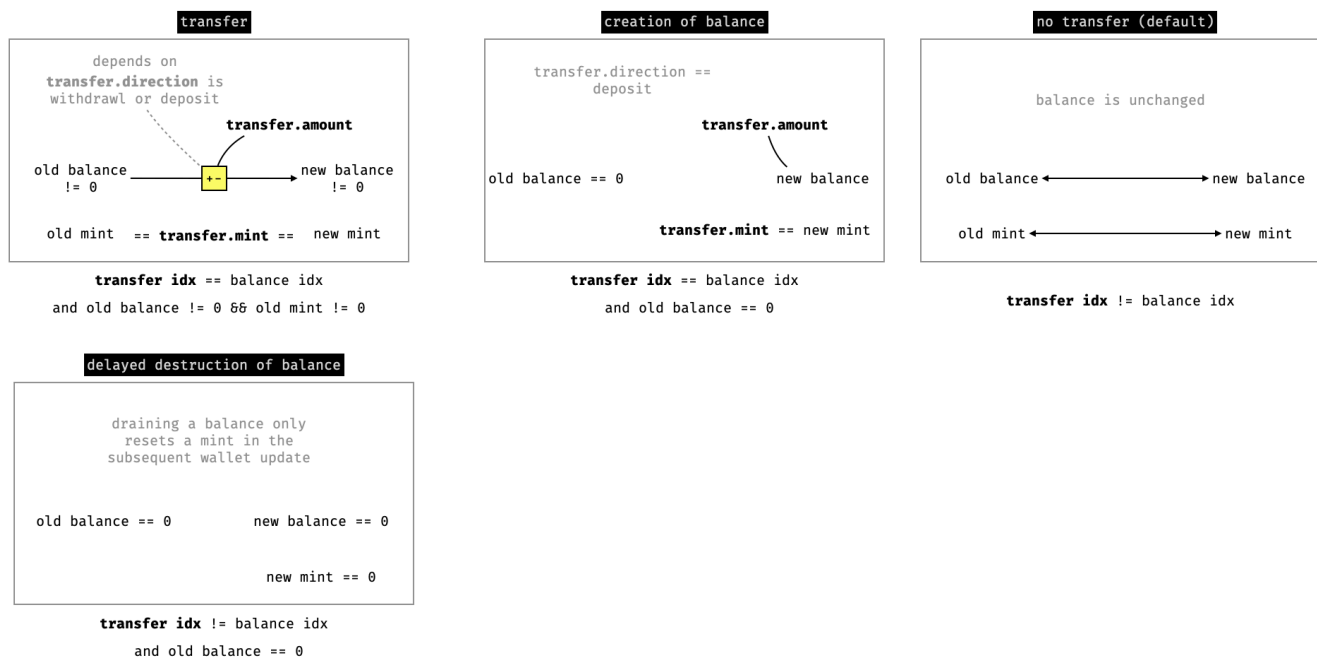 transfer
depends on
transfer.direction is
withdrawl or deposit
transfer.amount
old balance
!= 0
+-
new balance
!= 0
old mint == transfer.mint == new mint
transfer idx == balance idx
and old balance != 0 && old mint != 0
creation of balance
transfer.direction ==
deposit
transfer.amount
old balance == 0
new balance
transfer.mint == new mint
transfer idx == balance idx
and old balance == 0
no transfer (default)
balance is unchanged
old balance
new balance
old mint
new mint
transfer idx != balance idx
delayed destruction of balance
draining a balance only
resets a mint in the
subsequent wallet update
old balance == 0
new balance == 0
new mint == 0
transfer idx != balance idx
and old balance == 0